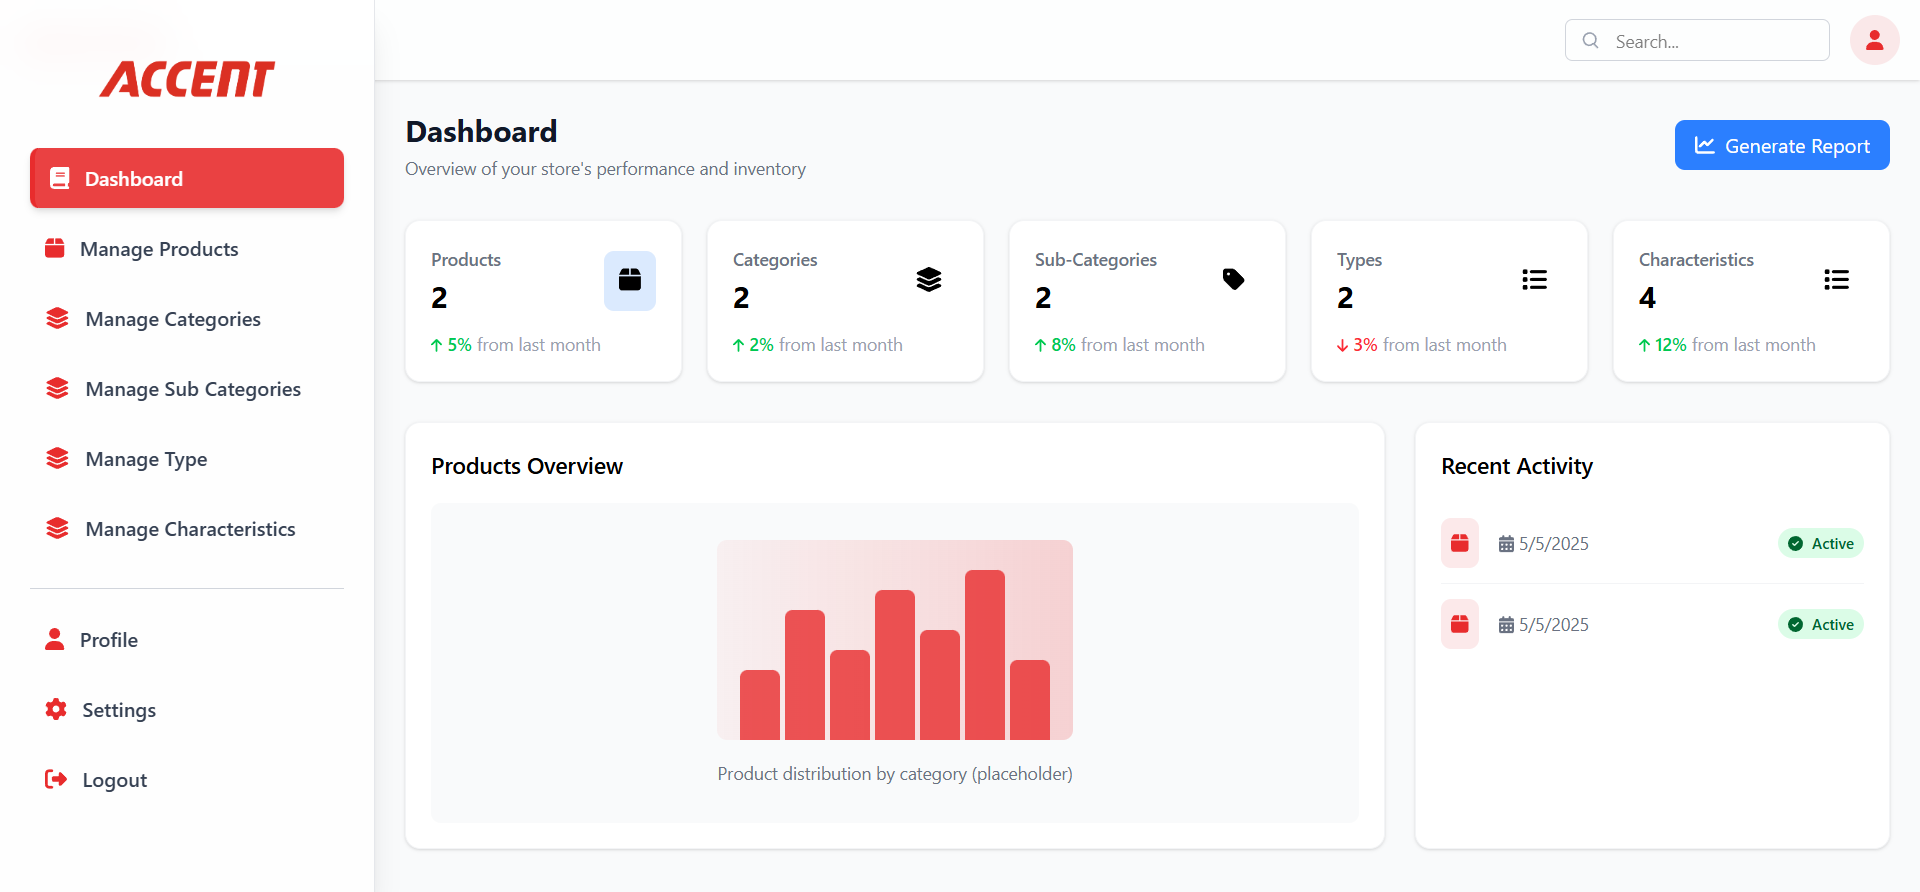 ACCENT
Dashboard
Manage Products
Manage Categories
Manage Sub Categories
Manage Type
Manage Characteristics
Profile
Settings
Logout
Search...
Dashboard
Overview of your store's performance and inventory
Generate Report
Products
2
5% from last month
Categories
2
2% from last month
Sub-Categories
2
8% from last month
Types
2
3% from last month
Characteristics
4
12% from last month
Products Overview
Product distribution by category (placeholder)
Recent Activity
5/5/2025
Active
5/5/2025
Active